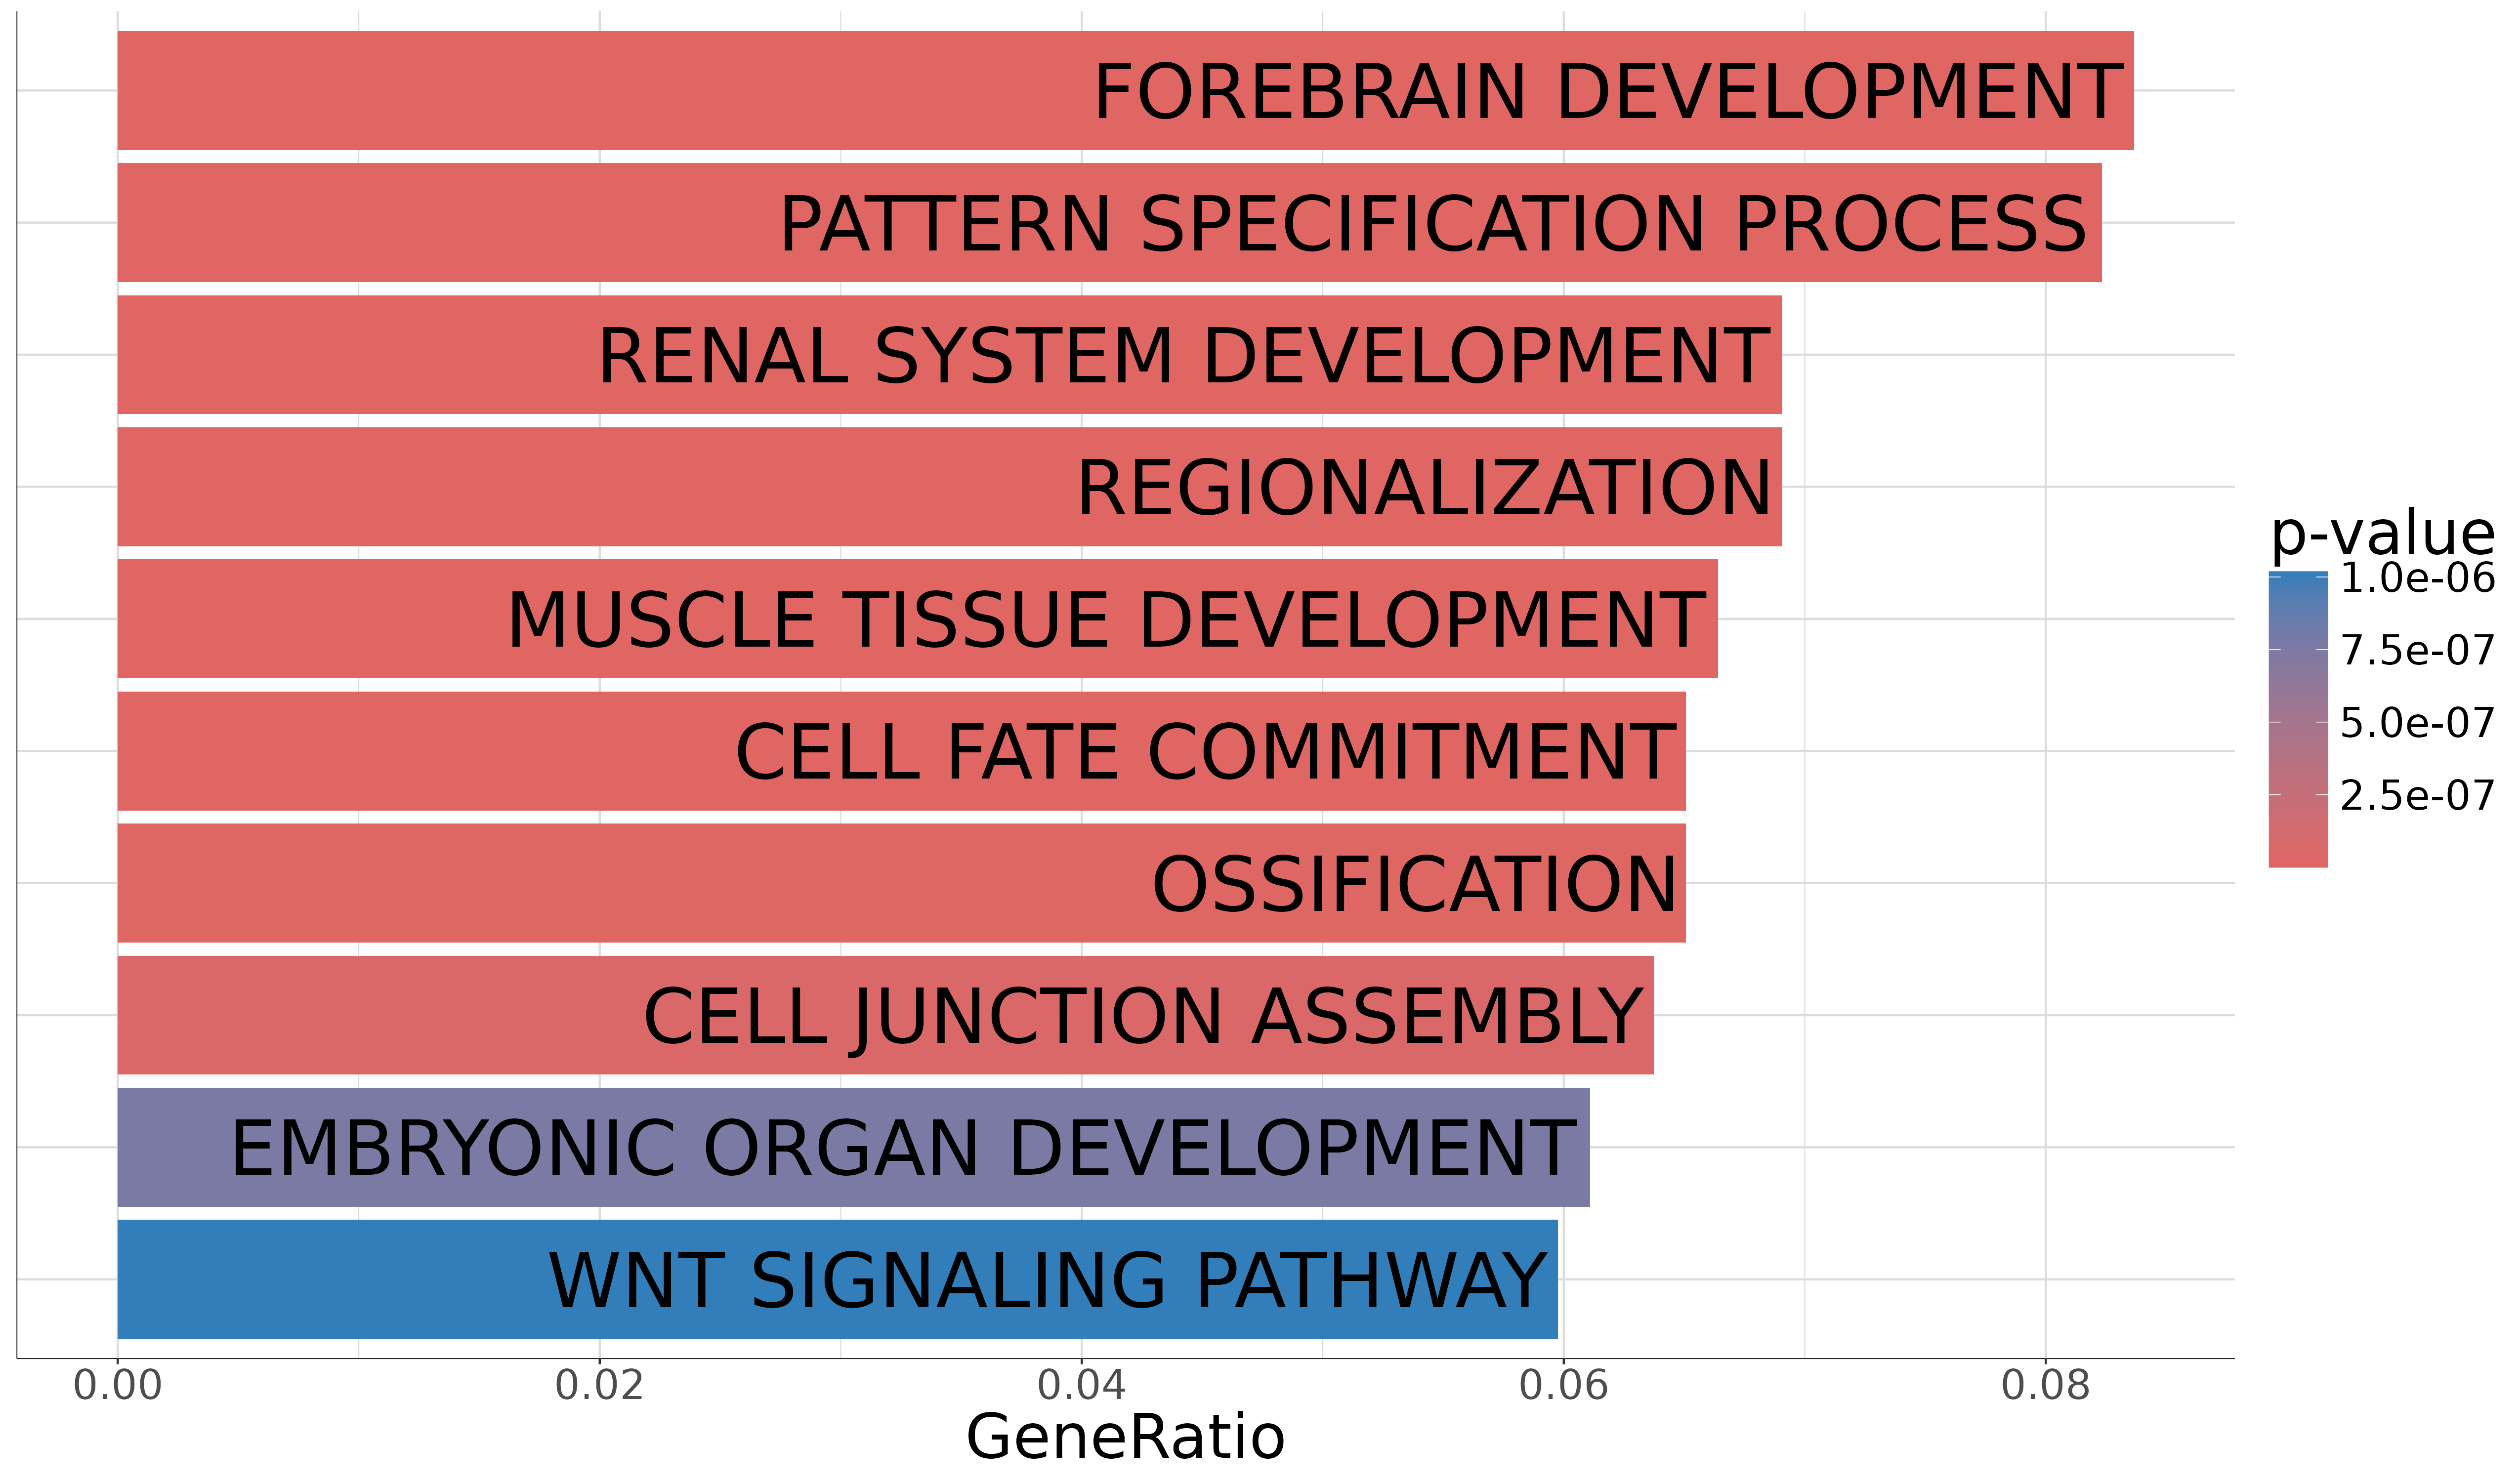 FOREBRAIN DEVELOPMENT
PATTERN SPECIFICATION PROCESS
RENAL SYSTEM DEVELOPMENT
REGIONALIZATION
MUSCLE TISSUE DEVELOPMENT
CELL FATE COMMITMENT
OSSIFICATION
CELL JUNCTION ASSEMBLY
EMBRYONIC ORGAN DEVELOPMENT
WNT SIGNALING PATHWAY
0.00 0.02 0.04 0.06 0.08
GeneRatio
p-value
1.0e-06
7.5e-07
5.0e-07
2.5e-07